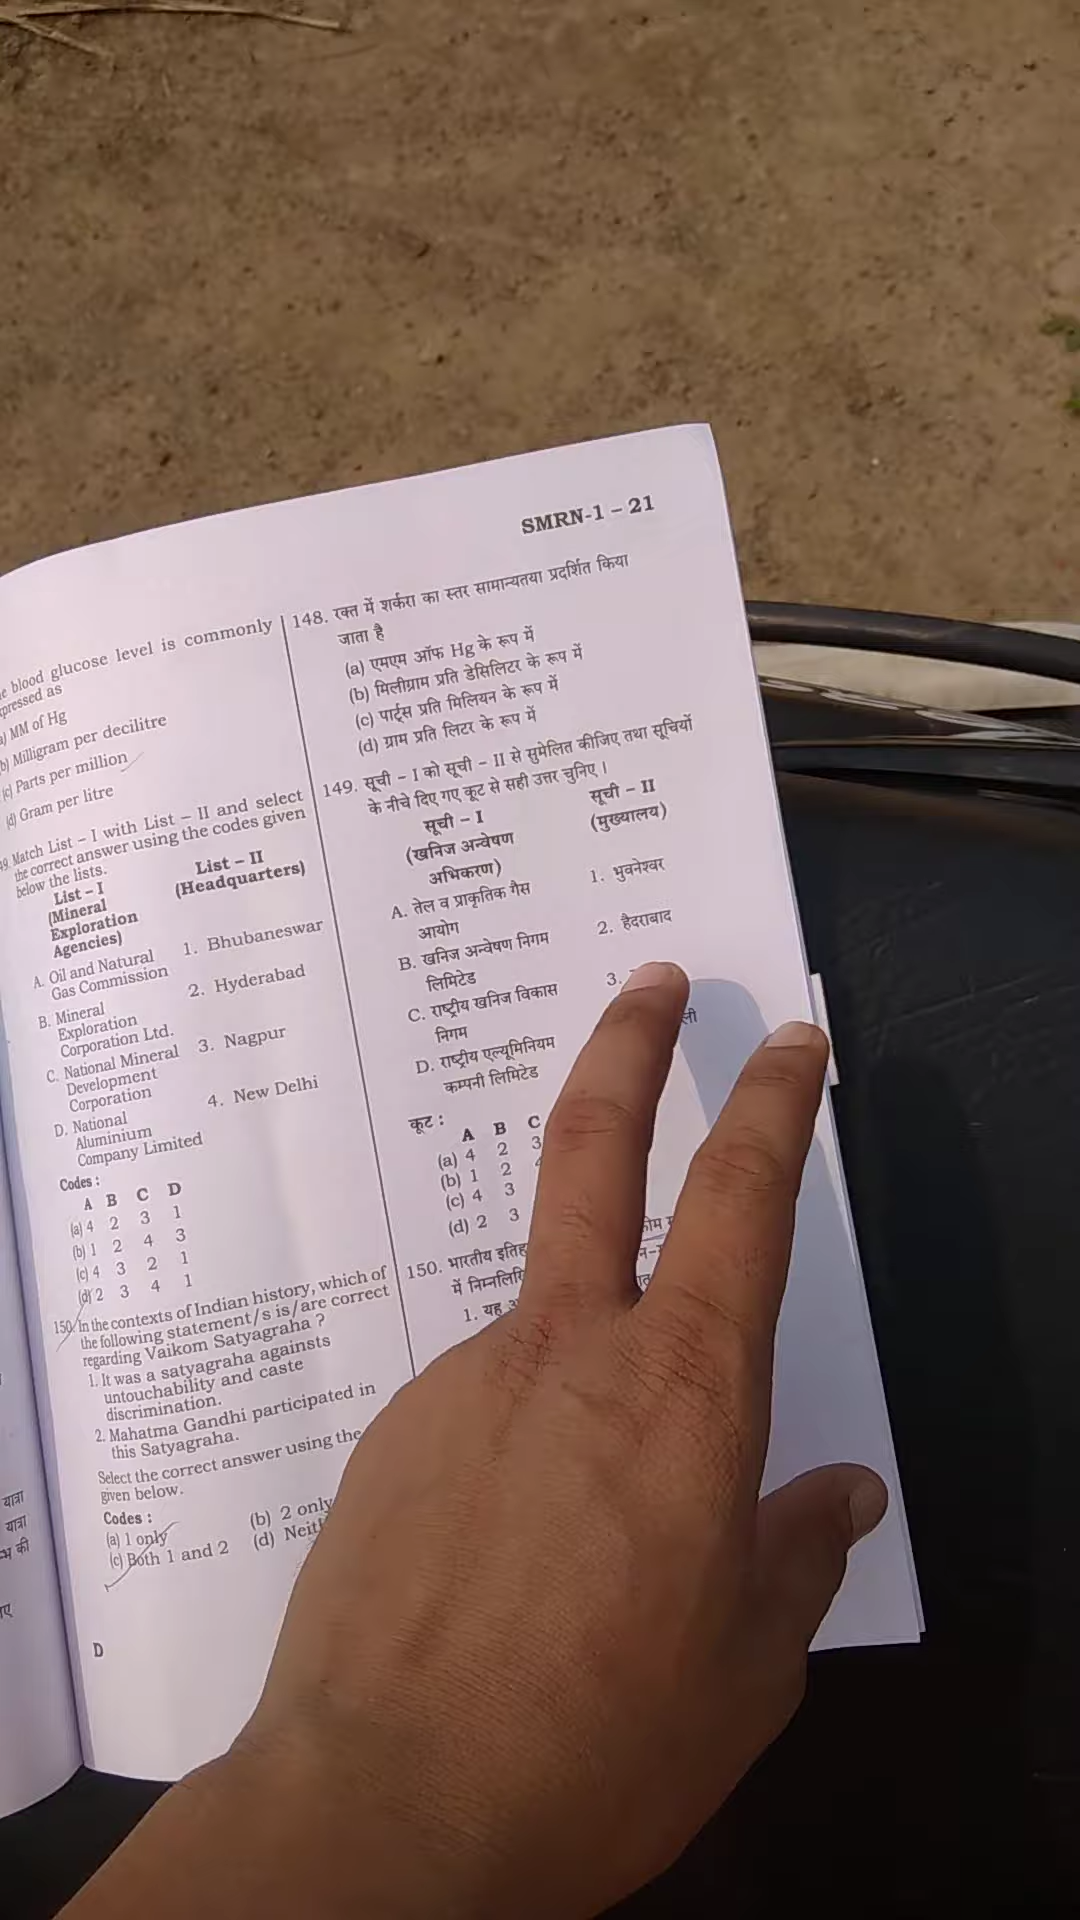 SMRN-1 – 21
blood glucose level is commonly
as
MM of Hg
Milligram per decilitre
(c) Parts per million
(d) Gram per litre
Match List – I with List – II and select
the correct answer using the codes given
below the lists.
List – I
(Mineral
Exploration
Agencies)
List – II
(Headquarters)
A. Oil and Natural
Gas Commission
1. Bhubaneswar
B. Mineral
Exploration
Corporation Ltd.
2. Hyderabad
C. National Mineral
Development
Corporation
3. Nagpur
D. National
Aluminium
Company Limited
4. New Delhi
Codes :
A B C D
(a) 4 2 3 1
(b) 1 2 4 3
(c) 4 3 2 1
(d) 2 3 4 1
150. In the contexts of Indian history, which of
the following statement/s is/are correct
regarding Vaikom Satyagraha ?
1. It was a satyagraha againsts
untouchability and caste
discrimination.
2. Mahatma Gandhi participated in
this Satyagraha.
Select the correct answer using the
given below.
Codes :
(a) 1 only
(b) 2 only
(c) Both 1 and 2
(d)
D
148. रक्त में शर्करा का स्तर सामान्यतया प्रदर्शित किया
जाता है
(a) एमएम ऑफ Hg के रूप में
(b) मिलीग्राम प्रति डेसिलिटर के रूप में
(c) पार्ट्स प्रति मिलियन के रूप में
(d) ग्राम प्रति लिटर के रूप में
149. सूची – I को सूची – II से सुमेलित कीजिए तथा सूचियों
के नीचे दिए गए कूट से सही उत्तर चुनिए ।
सूची – I
(खनिज अन्वेषण
अभिकरण)
सूची – II
(मुख्यालय)
A. तेल व प्राकृतिक गैस
आयोग
1. भुवनेश्वर
B. खनिज अन्वेषण निगम
लिमिटेड
2. हैदराबाद
C. राष्ट्रीय खनिज विकास
निगम
3.
D. राष्ट्रीय एल्यूमिनियम
कम्पनी लिमिटेड
कूट :
A B C
(a) 4 2 3
(b) 1 2
(c) 4 3
(d) 2 3
150. भारतीय
में
1. यह
यात्रा
यात्रा
की